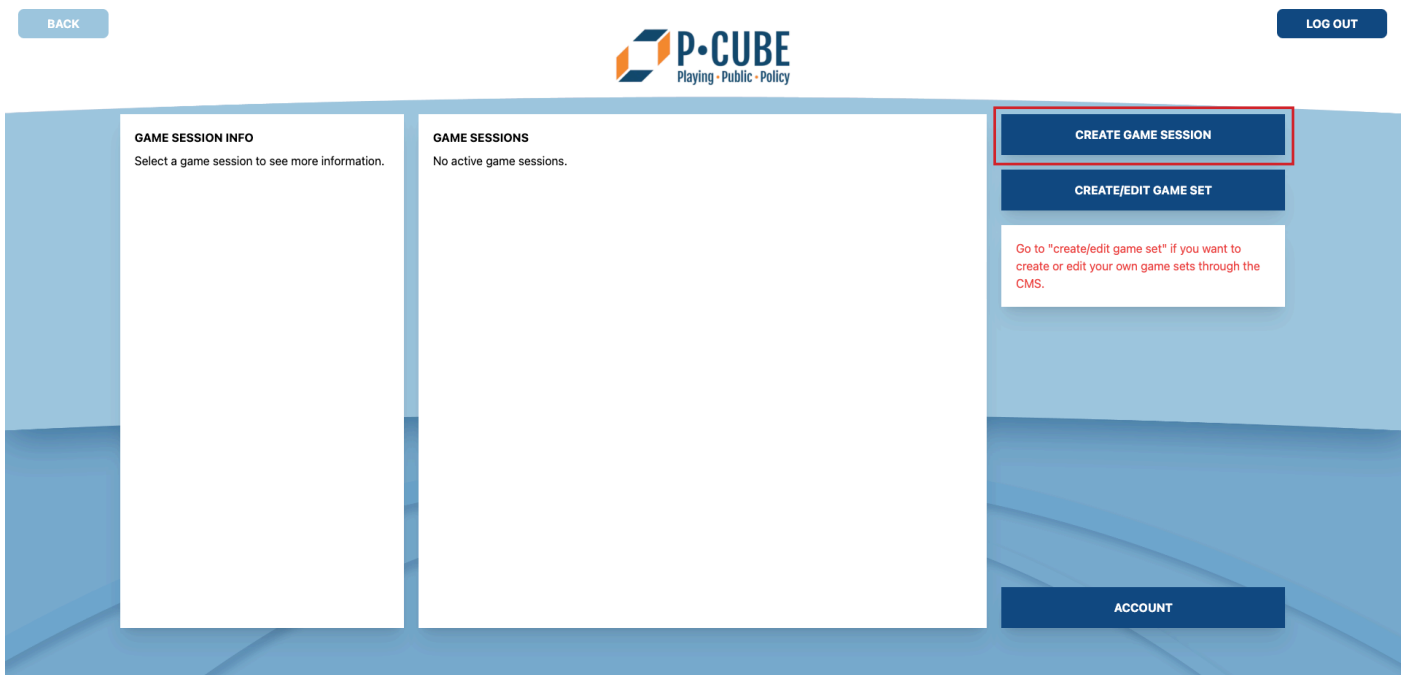 BACK
LOG OUT
P•CUBE
Playing • Public • Policy
GAME SESSION INFO
Select a game session to see more information.
GAME SESSIONS
No active game sessions.
CREATE GAME SESSION
CREATE/EDIT GAME SET
Go to "create/edit game set" if you want to
create or edit your own game sets through the
CMS.
ACCOUNT